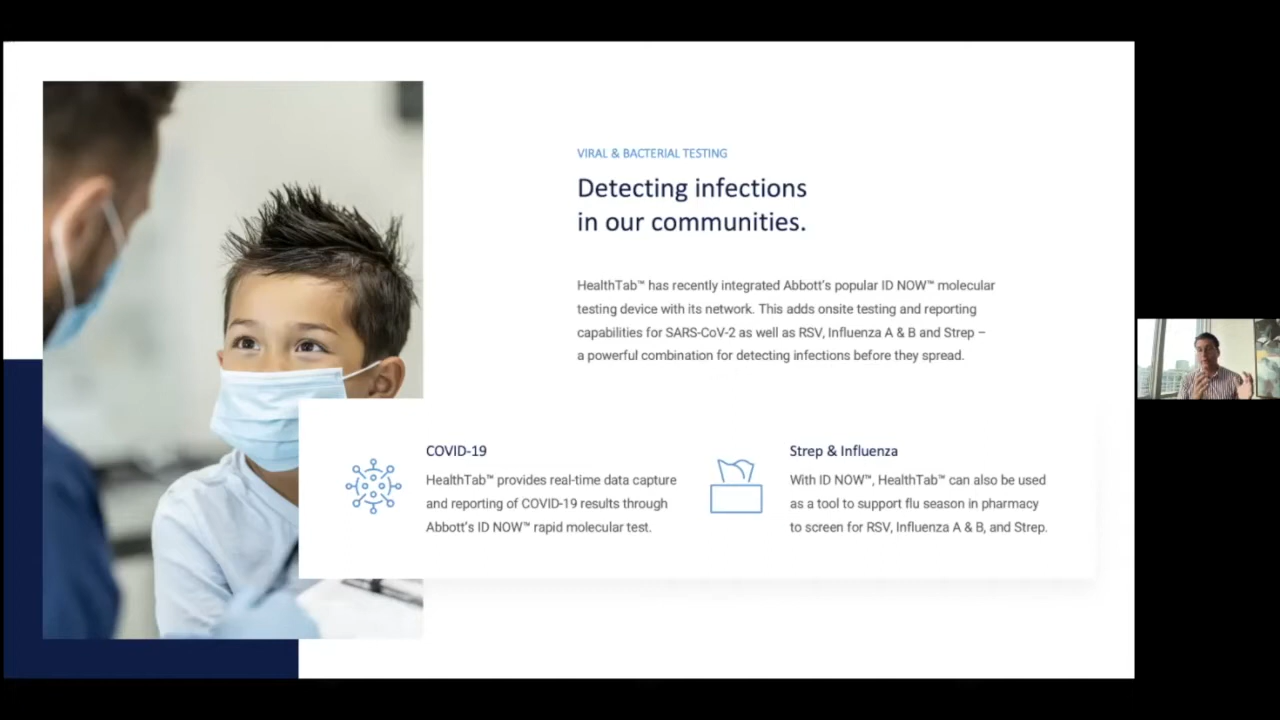 VIRAL & BACTERIAL TESTING
Detecting infections
in our communities.
HealthTab™ has recently integrated Abbott's popular ID NOW™ molecular
testing device with its network. This adds onsite testing and reporting
capabilities for SARS-CoV-2 as well as RSV, Influenza A & B and Strep –
a powerful combination for detecting infections before they spread.
COVID-19
HealthTab™ provides real-time data capture
and reporting of COVID-19 results through
Abbott's ID NOW™ rapid molecular test.
Strep & Influenza
With ID NOW™, HealthTab™ can also be used
as a tool to support flu season in pharmacy
to screen for RSV, Influenza A & B, and Strep.